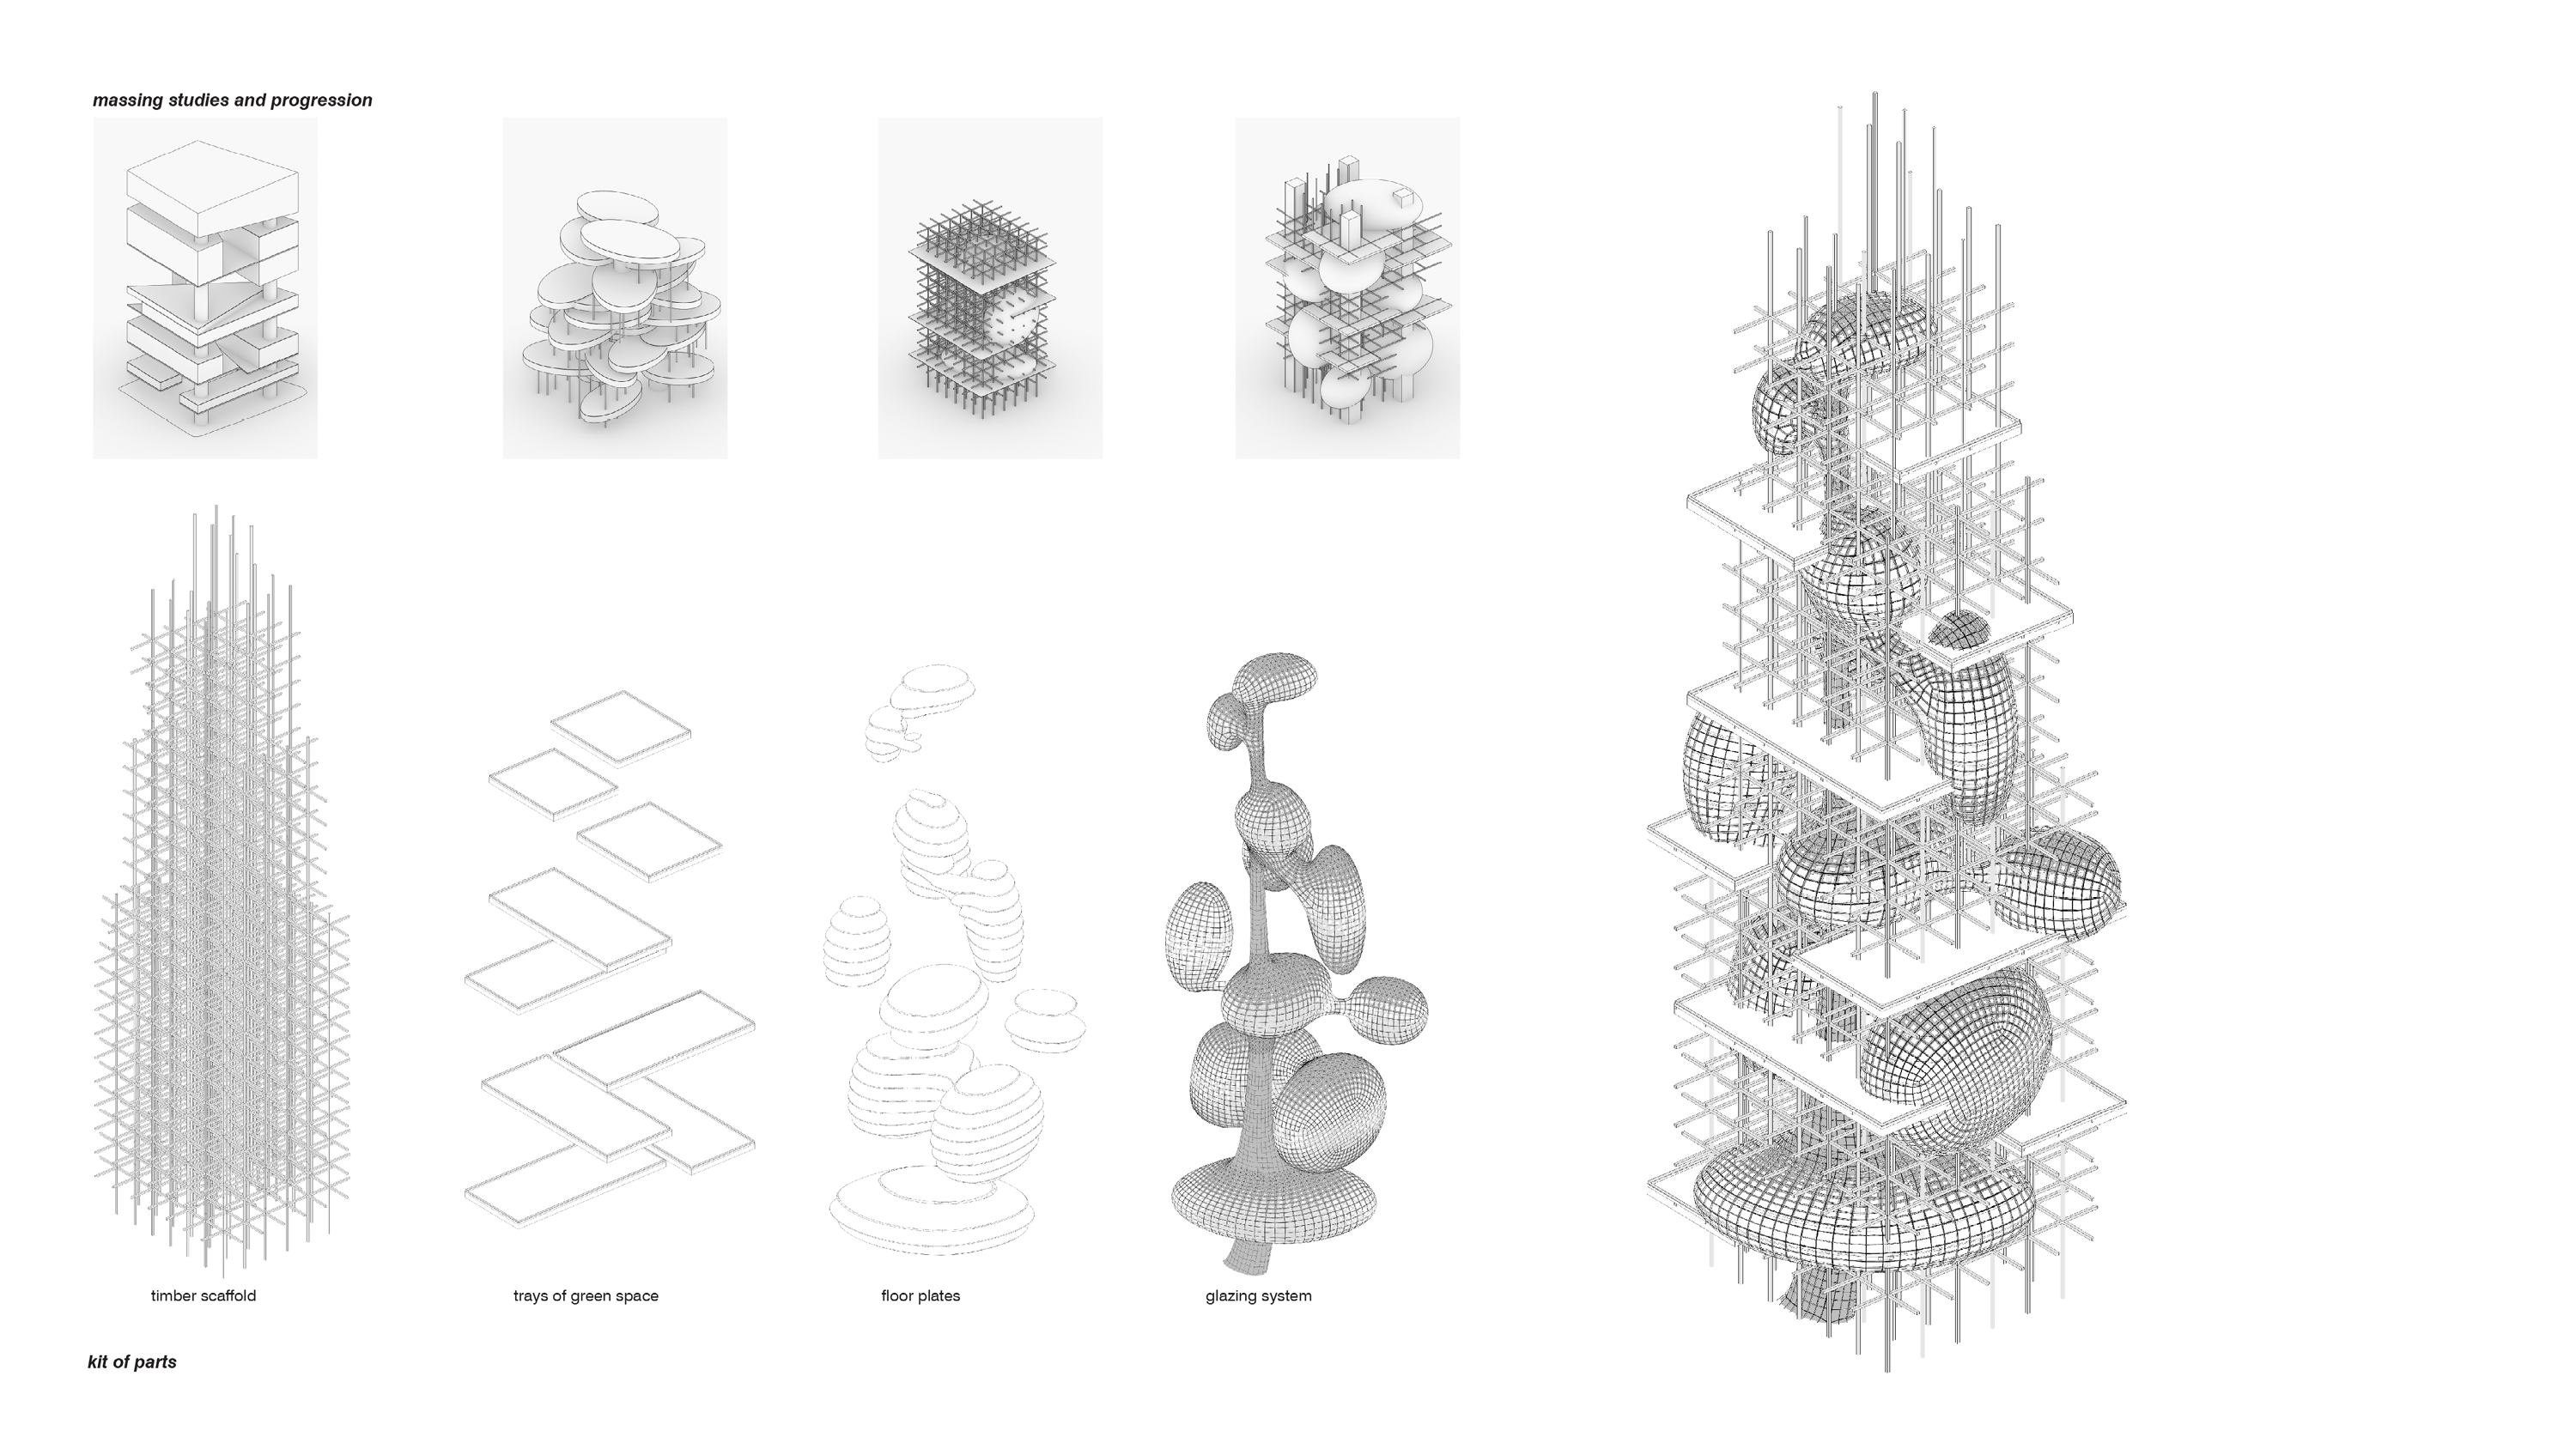 massing studies and progression
timber scaffold
trays of green space
floor plates
glazing system
kit of parts